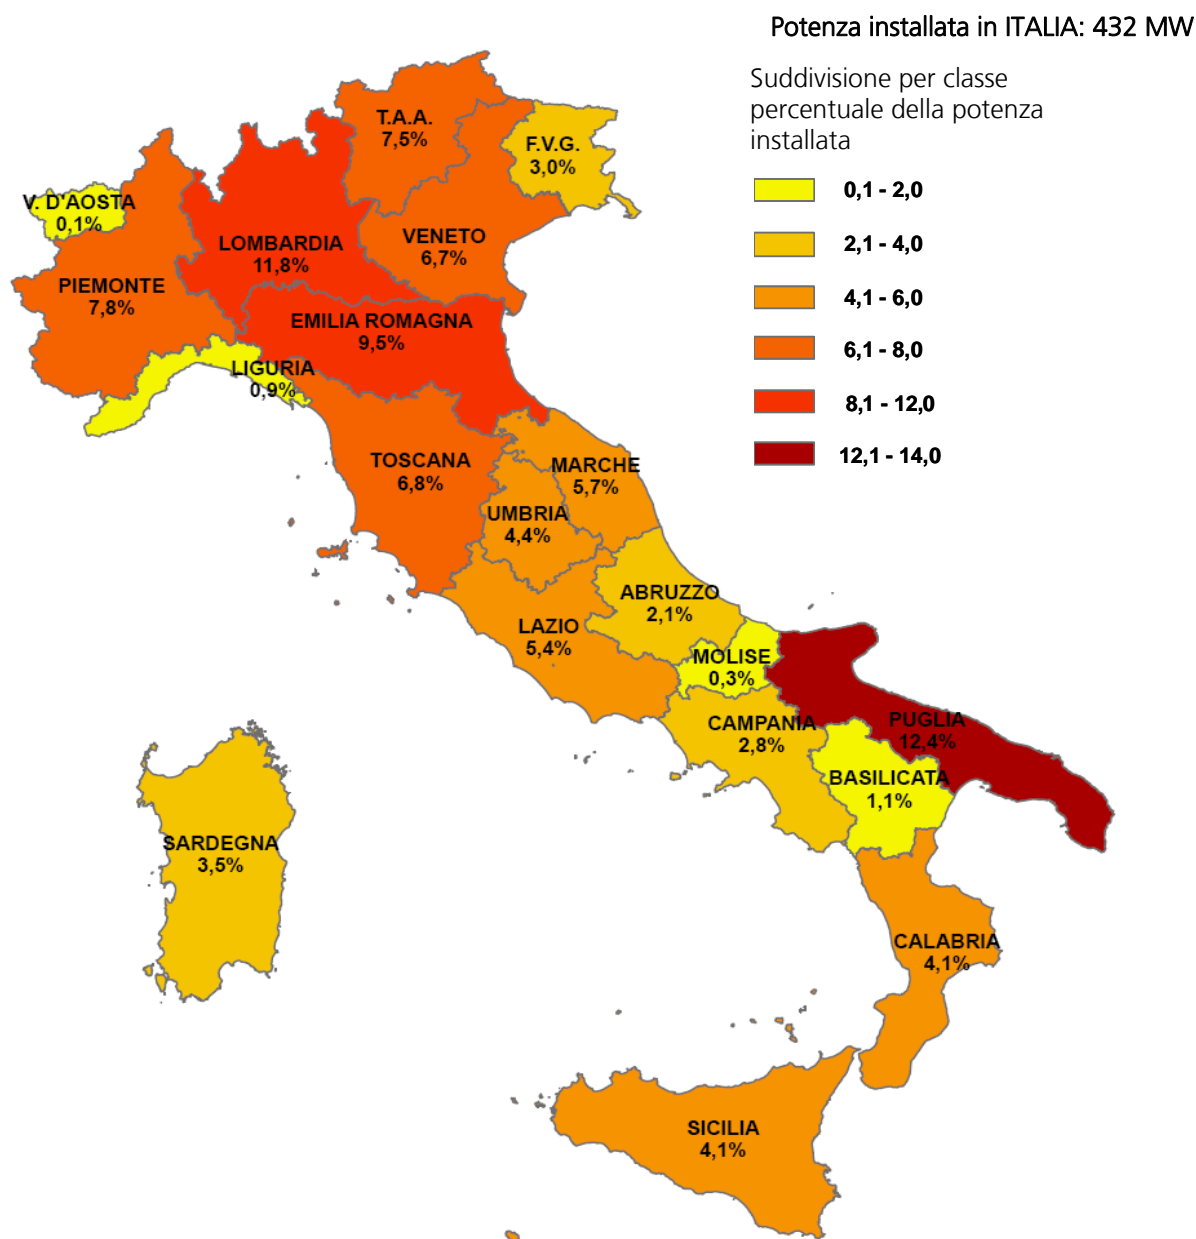 Potenza installata in ITALIA: 432 MW
Suddivisione per classe
percentuale della potenza
installata
0,1 - 2,0
2,1 - 4,0
4,1 - 6,0
6,1 - 8,0
8,1 - 12,0
12,1 - 14,0
T.A.A.
7,5%
F.V.G.
3,0%
V. D'AOSTA
0,1%
LOMBARDIA
11,8%
VENETO
6,7%
PIEMONTE
7,8%
EMILIA ROMAGNA
9,5%
LIGURIA
0,9%
TOSCANA
6,8%
MARCHE
5,7%
UMBRIA
4,4%
ABRUZZO
2,1%
LAZIO
5,4%
MOLISE
0,3%
CAMPANIA
2,8%
PUGLIA
12,4%
BASILICATA
1,1%
SARDEGNA
3,5%
CALABRIA
4,1%
SICILIA
4,1%